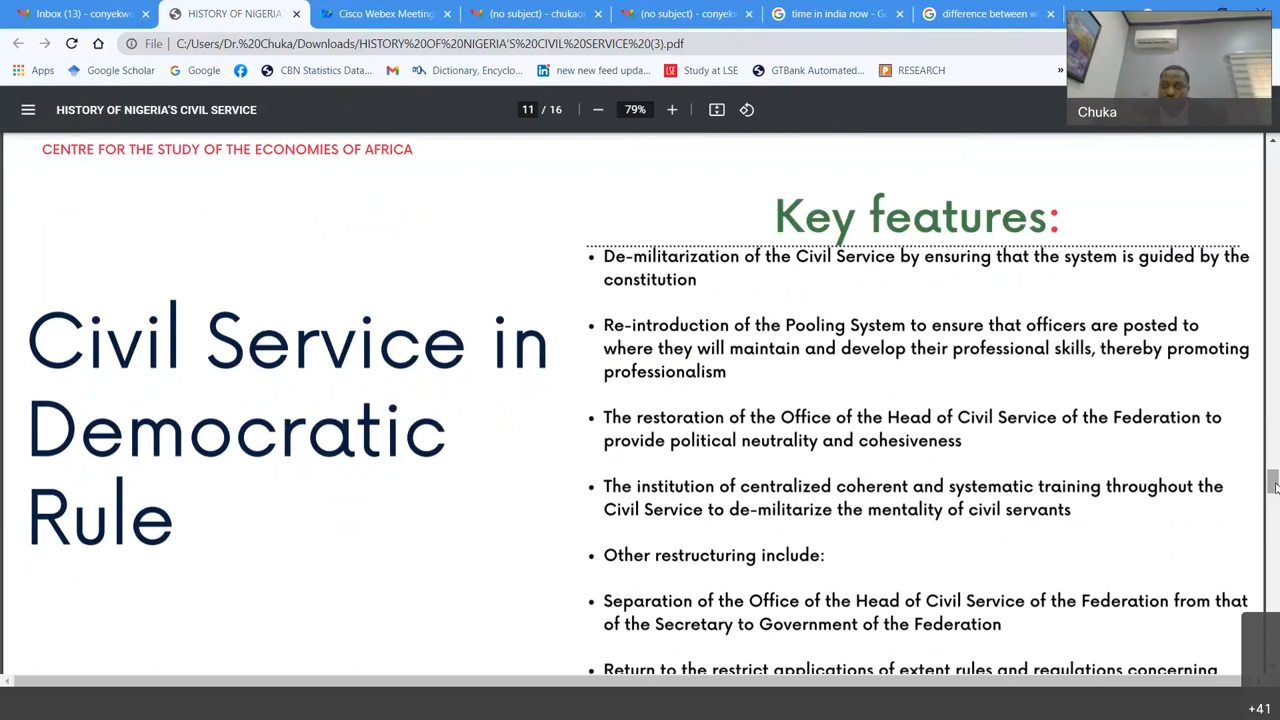 Inbox (13) - conyekwe
HISTORY OF NIGERIA
Cisco Webex Meeting
(no subject) - chukaon
(no subject) - conyekw
time in india now - Go
difference between w
File
C:/Users/Dr.%20Chuka/Downloads/HISTORY%20OF%20NIGERIA'S%20CIVIL%20SERVICE%20(3).pdf
Apps
Google Scholar
Google
CBN Statistics Data...
Dictionary, Encyclo...
new new feed upda...
Study at LSE
GTBank Automated...
RESEARCH
»
Chuka
HISTORY OF NIGERIA'S CIVIL SERVICE
11 / 16
79%
CENTRE FOR THE STUDY OF THE ECONOMIES OF AFRICA
Civil Service in
Democratic
Rule
Key features:
• De-militarization of the Civil Service by ensuring that the system is guided by the
constitution
• Re-introduction of the Pooling System to ensure that officers are posted to
where they will maintain and develop their professional skills, thereby promoting
professionalism
• The restoration of the Office of the Head of Civil Service of the Federation to
provide political neutrality and cohesiveness
• The institution of centralized coherent and systematic training throughout the
Civil Service to de-militarize the mentality of civil servants
• Other restructuring include:
• Separation of the Office of the Head of Civil Service of the Federation from that
of the Secretary to Government of the Federation
• Return to the restrict applications of extent rules and regulations concerning
+41